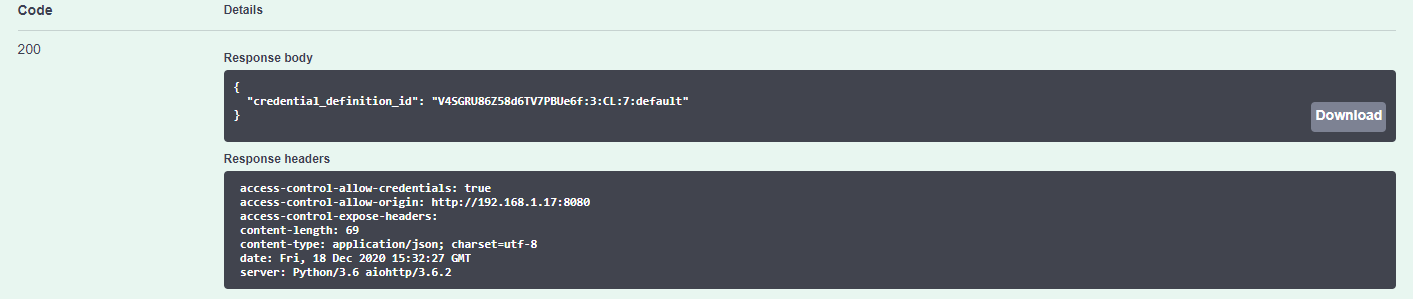 Code Details
200
Response body
{
"credential_definition_id": "V4SGRU86Z58d6TV7PBUe6f:3:CL:7:default"
}
Download
Response headers
access-control-allow-credentials: true
access-control-allow-origin: http://192.168.1.17:8080
access-control-expose-headers:
content-length: 69
content-type: application/json; charset=utf-8
date: Fri, 18 Dec 2020 15:32:27 GMT
server: Python/3.6 aiohttp/3.6.2